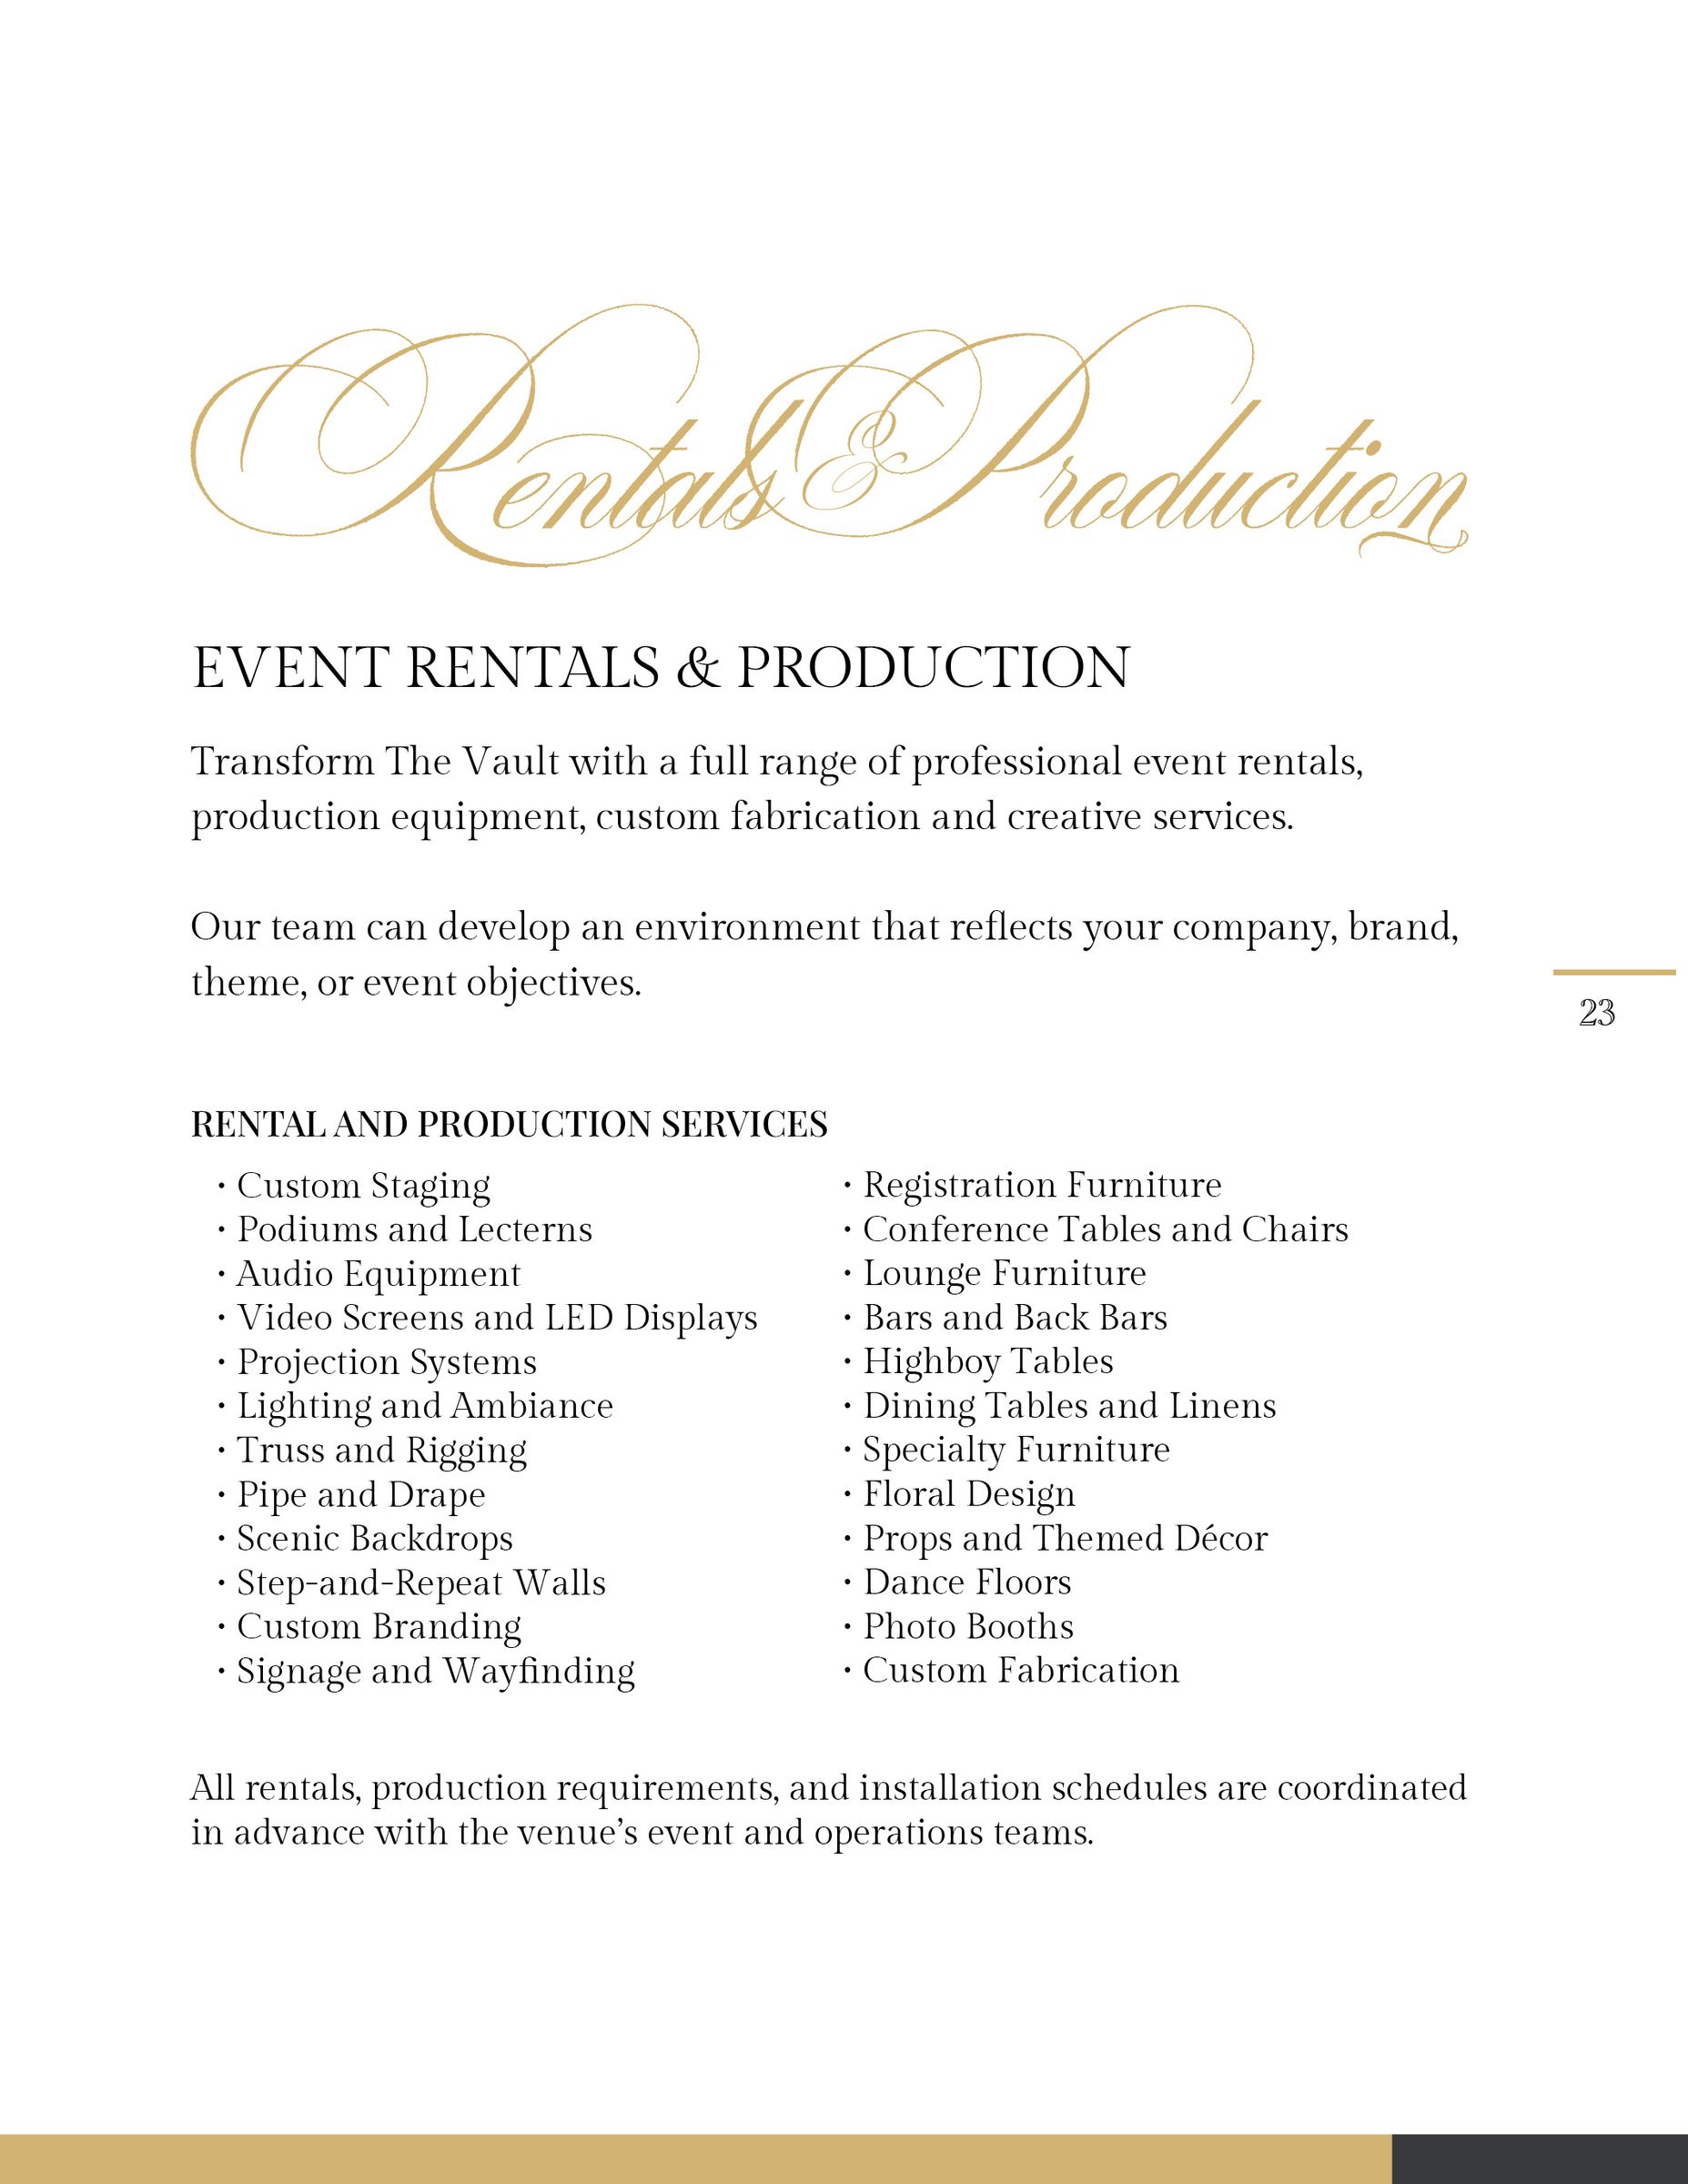 Rentals & Production
EVENT RENTALS & PRODUCTION
Transform The Vault with a full range of professional event rentals,
production equipment, custom fabrication and creative services.
Our team can develop an environment that reflects your company, brand,
theme, or event objectives.
23
RENTAL AND PRODUCTION SERVICES
• Custom Staging
• Podiums and Lecterns
• Audio Equipment
• Video Screens and LED Displays
• Projection Systems
• Lighting and Ambiance
• Truss and Rigging
• Pipe and Drape
• Scenic Backdrops
• Step-and-Repeat Walls
• Custom Branding
• Signage and Wayfinding
• Registration Furniture
• Conference Tables and Chairs
• Lounge Furniture
• Bars and Back Bars
• Highboy Tables
• Dining Tables and Linens
• Specialty Furniture
• Floral Design
• Props and Themed Décor
• Dance Floors
• Photo Booths
• Custom Fabrication
All rentals, production requirements, and installation schedules are coordinated
in advance with the venue’s event and operations teams.